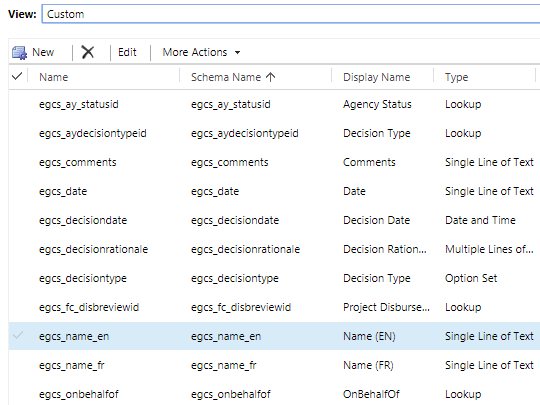 View: Custom
New Edit More Actions
Name Schema Name Display Name Type
egcs_ay_statusid egcs_ay_statusid Agency Status Lookup
egcs_aydecisiontypeid egcs_aydecisiontypeid Decision Type Lookup
egcs_comments egcs_comments Comments Single Line of Text
egcs_date egcs_date Date Single Line of Text
egcs_decisiondate egcs_decisiondate Decision Date Date and Time
egcs_decisionrationale egcs_decisionrationale Decision Ration... Multiple Lines of...
egcs_decisiontype egcs_decisiontype Decision Type Option Set
egcs_fc_disbreviewid egcs_fc_disbreviewid Project Disburse... Lookup
egcs_name_en egcs_name_en Name (EN) Single Line of Text
egcs_name_fr egcs_name_fr Name (FR) Single Line of Text
egcs_onbehalfof egcs_onbehalfof OnBehalfOf Lookup